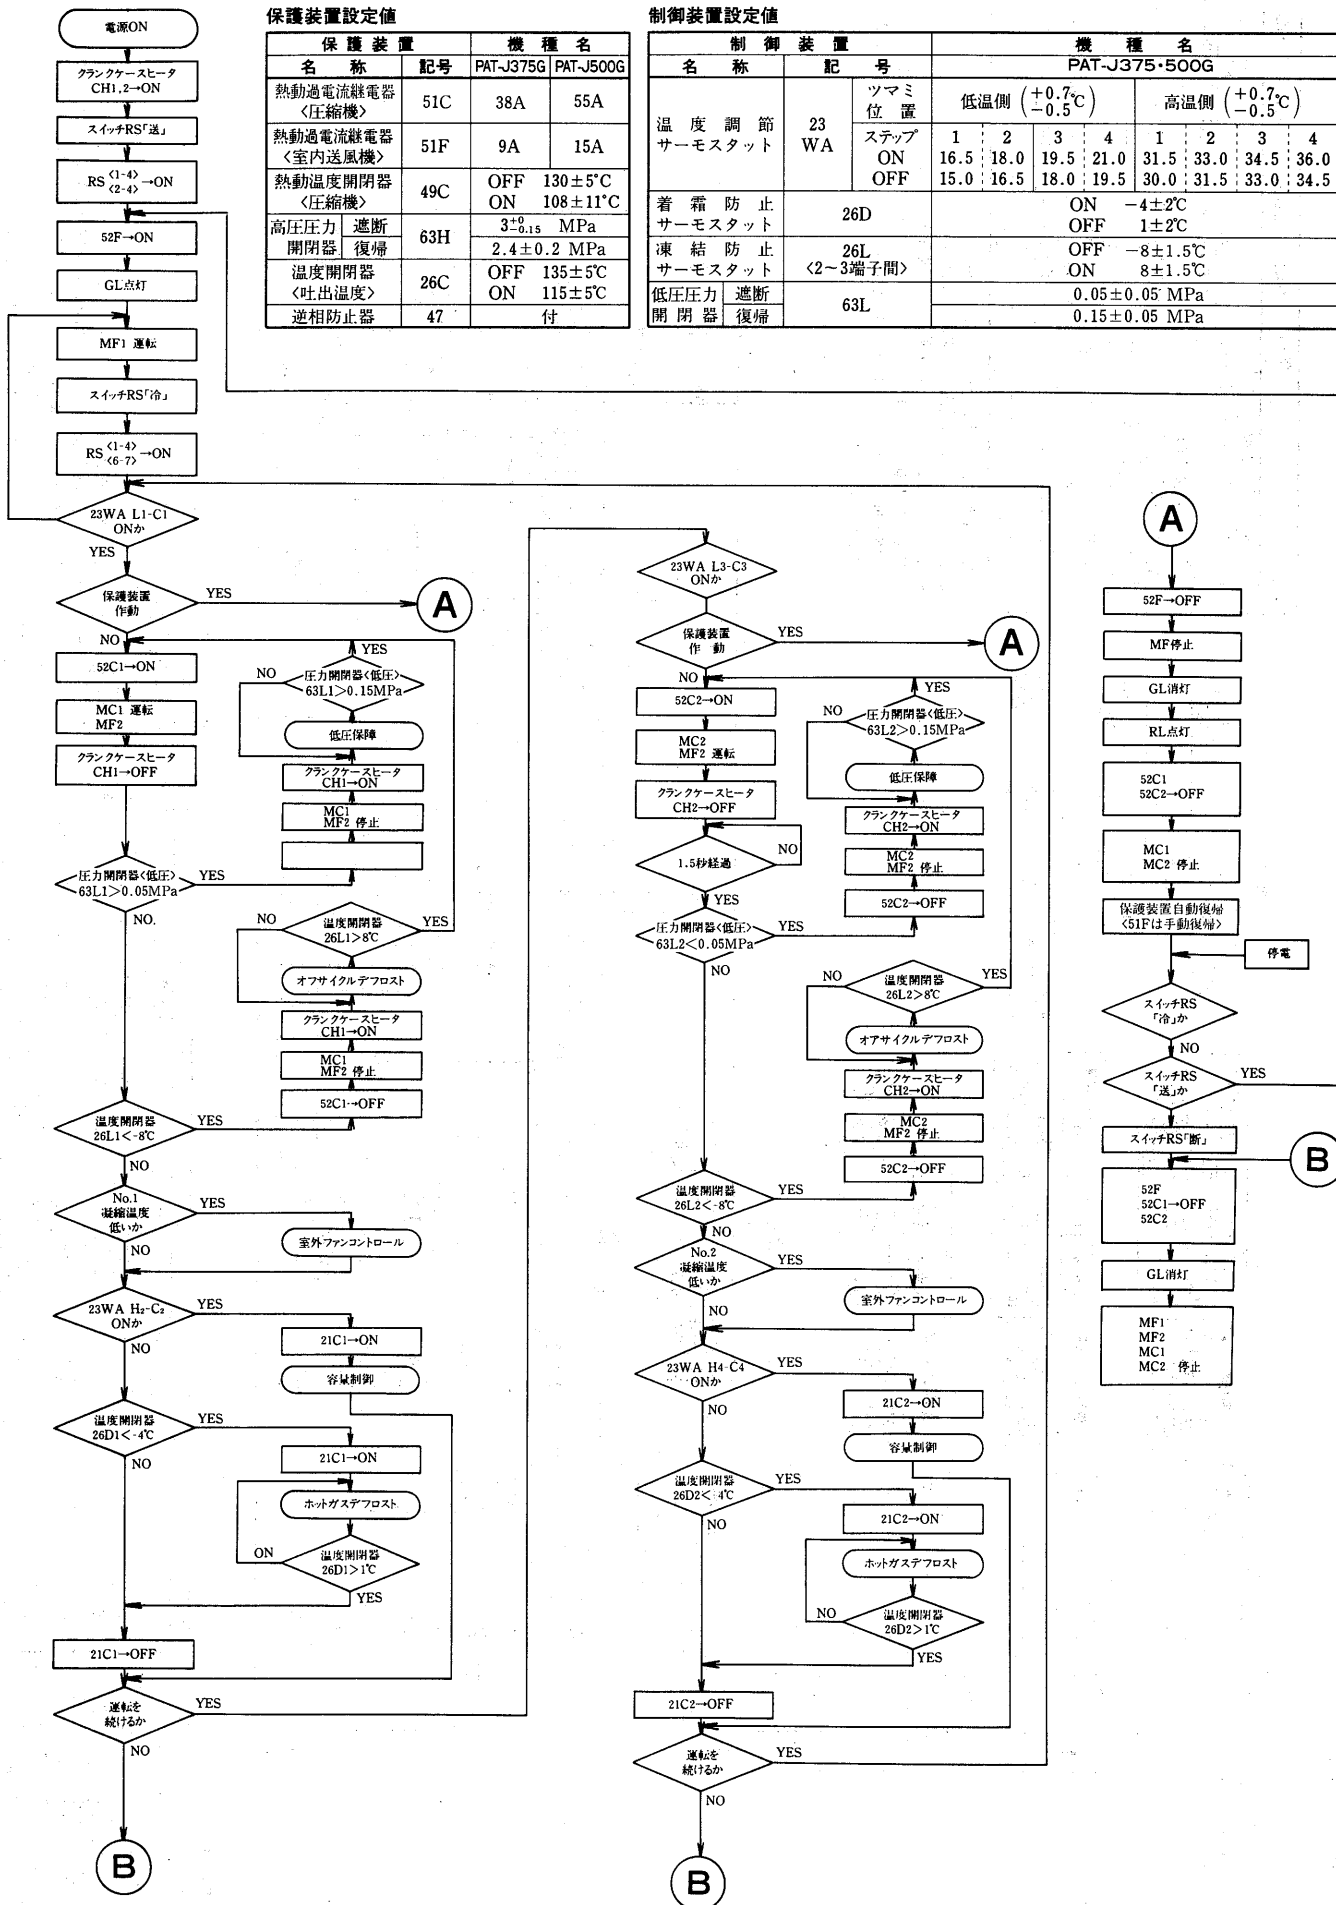 保護装置設定値
保護装置 機種名
名称 記号 PAT-J375G PAT-J500G
熱動過電流継電器
<圧縮機>
51C 38A 55A
熱動過電流継電器
<室内送風機>
51F 9A 15A
熱動温度開閉器
<圧縮機>
49C
OFF 130±5℃
ON 108±11℃
高圧圧力開閉器 63H
遮断 3 +0 -0.15 MPa
復帰 2.4±0.2 MPa
温度開閉器
<吐出温度>
26C
OFF 135±5℃
ON 115±5℃
逆相防止器 47 付
制御装置設定値
制御装置 機種名
名称 記号 PAT-J375・500G
温度調節
サーモスタット
23
WA
ツマミ
位置
低温側 (+0.7 -0.5℃) 高温側 (+0.7 -0.5℃)
ステップ 1 2 3 4 1 2 3 4
ON 16.5 18.0 19.5 21.0 31.5 33.0 34.5 36.0
OFF 15.0 16.5 18.0 19.5 30.0 31.5 33.0 34.5
着霜防止
サーモスタット
26D
ON -4±2℃
OFF 1±2℃
凍結防止
サーモスタット
26L
<2~3端子間>
OFF -8±1.5℃
ON 8±1.5℃
低圧圧力
開閉器
63L
遮断 0.05±0.05 MPa
復帰 0.15±0.05 MPa
電源ON
クランクケースヒータ
CH1,2→ON
スイッチRS「送」
RS <1-4> <2-4> →ON
52F→ON
GL点灯
MF1 運転
スイッチRS「冷」
RS <1-4> <6-7> →ON
23WA L1-C1
ONか
YES
保護装置
作動
YES
A
NO
52C1→ON
MC1 運転
MF2
クランクケースヒータ
CH1→OFF
圧力開閉器<低圧>
63L1>0.05MPa
YES
NO.
YES
圧力開閉器<低圧>
63L1>0.15MPa
NO
低圧保障
クランクケースヒータ
CH1→ON
MC1
MF2 停止
温度開閉器
26L1>8℃
NO
YES
オフサイクルデフロスト
クランクケースヒータ
CH1→ON
MC1
MF2 停止
52C1→OFF
温度開閉器
26L1<-8℃
YES
NO
No.1
凝縮温度
低いか
YES
NO
室外ファンコントロール
23WA H2-C2
ONか
YES
NO
21C1→ON
容量制御
温度開閉器
26D1<-4℃
YES
NO
21C1→ON
ホットガスデフロスト
ON
温度開閉器
26D1>1℃
YES
21C1→OFF
運転を
続けるか
YES
NO
B
23WA L3-C3
ONか
保護装置
作動
YES
A
NO
52C2→ON
MC2
MF2 運転
クランクケースヒータ
CH2→OFF
1.5秒経過
NO
YES
圧力開閉器<低圧>
63L2<0.05MPa
YES
NO
YES
圧力開閉器<低圧>
63L2>0.15MPa
NO
低圧保障
クランクケースヒータ
CH2→ON
MC2
MF2 停止
52C2→OFF
温度開閉器
26L2>8℃
NO
YES
オアサイクルデフロスト
クランクケースヒータ
CH2→ON
MC2
MF2 停止
52C2→OFF
温度開閉器
26L2<-8℃
YES
NO
No.2
凝縮温度
低いか
YES
NO
室外ファンコントロール
23WA H4-C4
ONか
YES
NO
21C2→ON
容量制御
温度開閉器
26D2< 4℃
YES
NO
21C2→ON
ホットガスデフロスト
NO
温度開閉器
26D2>1℃
YES
21C2→OFF
運転を
続けるか
YES
NO
B
A
52F→OFF
MF停止
GL消灯
RL点灯
52C1
52C2→OFF
MC1
MC2 停止
保護装置自動復帰
<51Fは手動復帰>
停電
スイッチRS
「冷」か
NO
スイッチRS
「送」か
YES
スイッチRS「断」
B
52F
52C1→OFF
52C2
GL消灯
MF1
MF2
MC1
MC2 停止